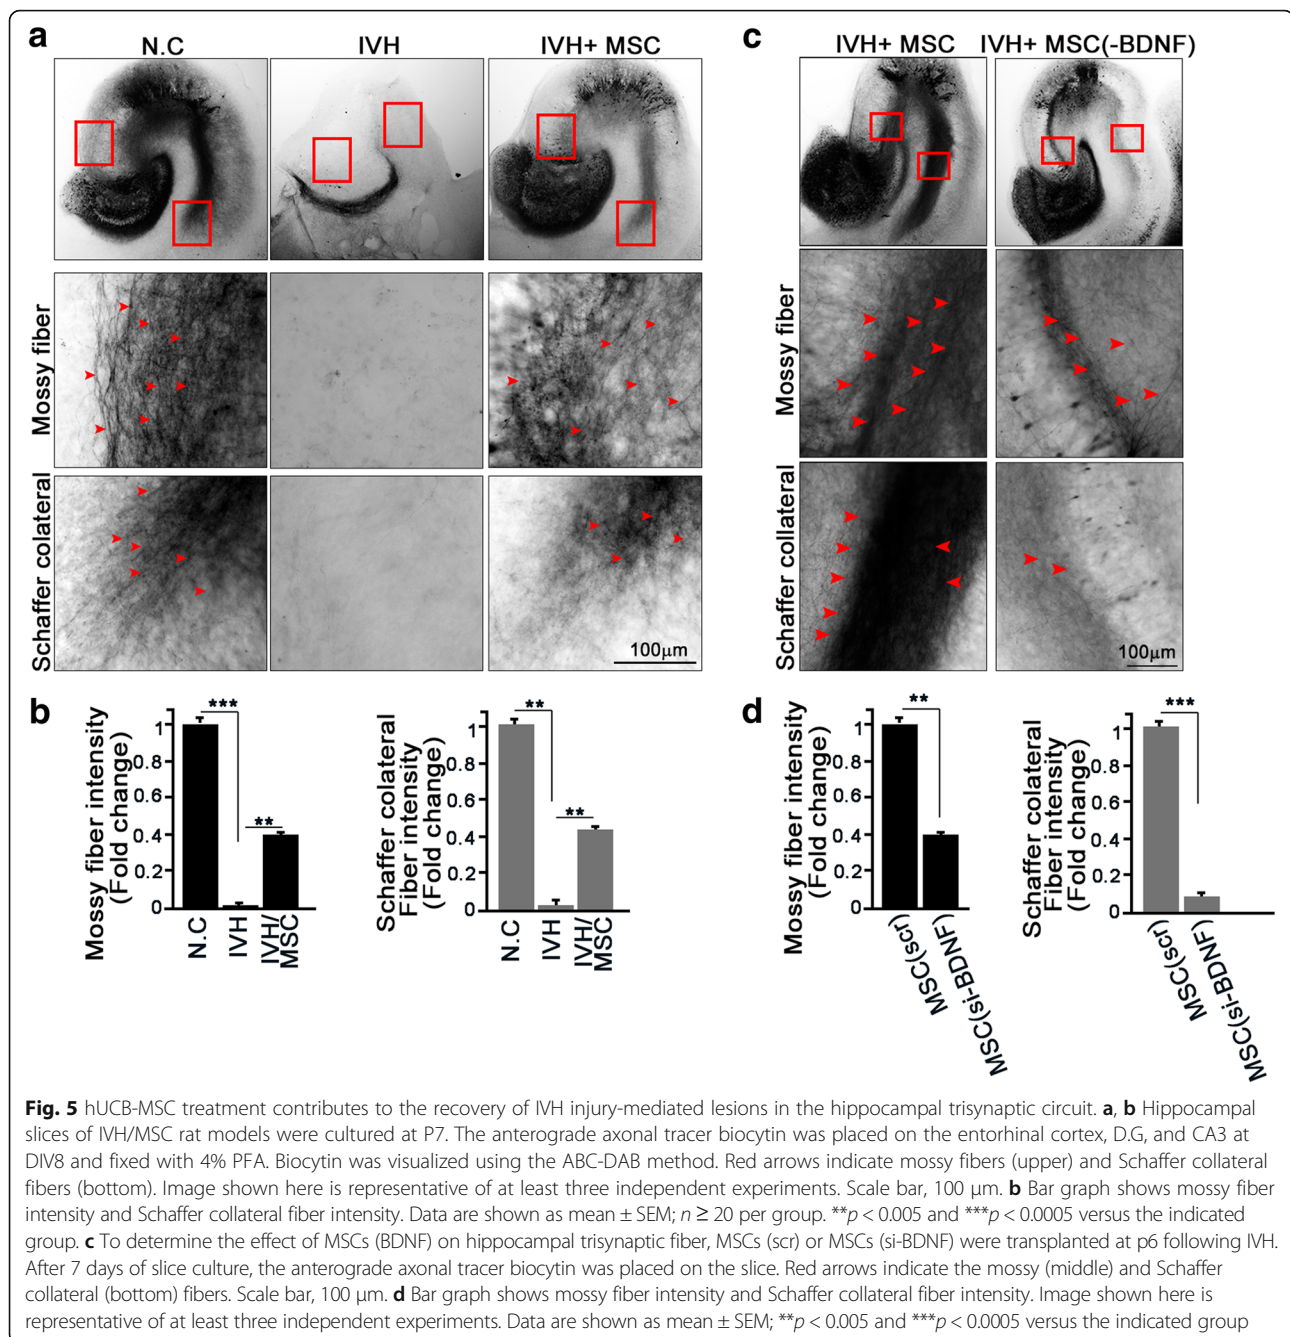 a
N.C
IVH
IVH+ MSC
Mossy fiber
Schaffer colateral
100µm
c
IVH+ MSC
IVH+ MSC(-BDNF)
Mossy fiber
Schaffer collateral
100µm
b
Mossy fiber intensity
(Fold change)
1
0.8
0.6
0.4
0.2
0
***
**
N.C
IVH
IVH/
MSC
Schaffer colateral
Fiber intensity
(Fold change)
1
0.8
0.6
0.4
0.2
0
**
**
N.C
IVH
IVH/
MSC
d
Mossy fiber intensity
(Fold change)
1
0.8
0.6
0.4
0.2
0
**
MSC(scr)
MSC(si-BDNF)
Schaffer colateral
Fiber intensity
(Fold change)
1
0.8
0.6
0.4
0.2
0
***
MSC(scr)
MSC
MSC(si-BDNF)
Fig. 5 hUCB-MSC treatment contributes to the recovery of IVH injury-mediated lesions in the hippocampal trisynaptic circuit. a, b Hippocampal
slices of IVH/MSC rat models were cultured at P7. The anterograde axonal tracer biocytin was placed on the entorhinal cortex, D.G, and CA3 at
DIV8 and fixed with 4% PFA. Biocytin was visualized using the ABC-DAB method. Red arrows indicate mossy fibers (upper) and Schaffer collateral
fibers (bottom). Image shown here is representative of at least three independent experiments. Scale bar, 100 μm. b Bar graph shows mossy fiber
intensity and Schaffer collateral fiber intensity. Data are shown as mean ± SEM; n ≥ 20 per group. **p < 0.005 and ***p < 0.0005 versus the indicated
group. c To determine the effect of MSCs (BDNF) on hippocampal trisynaptic fiber, MSCs (scr) or MSCs (si-BDNF) were transplanted at p6 following IVH.
After 7 days of slice culture, the anterograde axonal tracer biocytin was placed on the slice. Red arrows indicate the mossy (middle) and Schaffer
collateral (bottom) fibers. Scale bar, 100 μm. d Bar graph shows mossy fiber intensity and Schaffer collateral fiber intensity. Image shown here is
representative of at least three independent experiments. Data are shown as mean ± SEM; **p < 0.005 and ***p < 0.0005 versus the indicated group